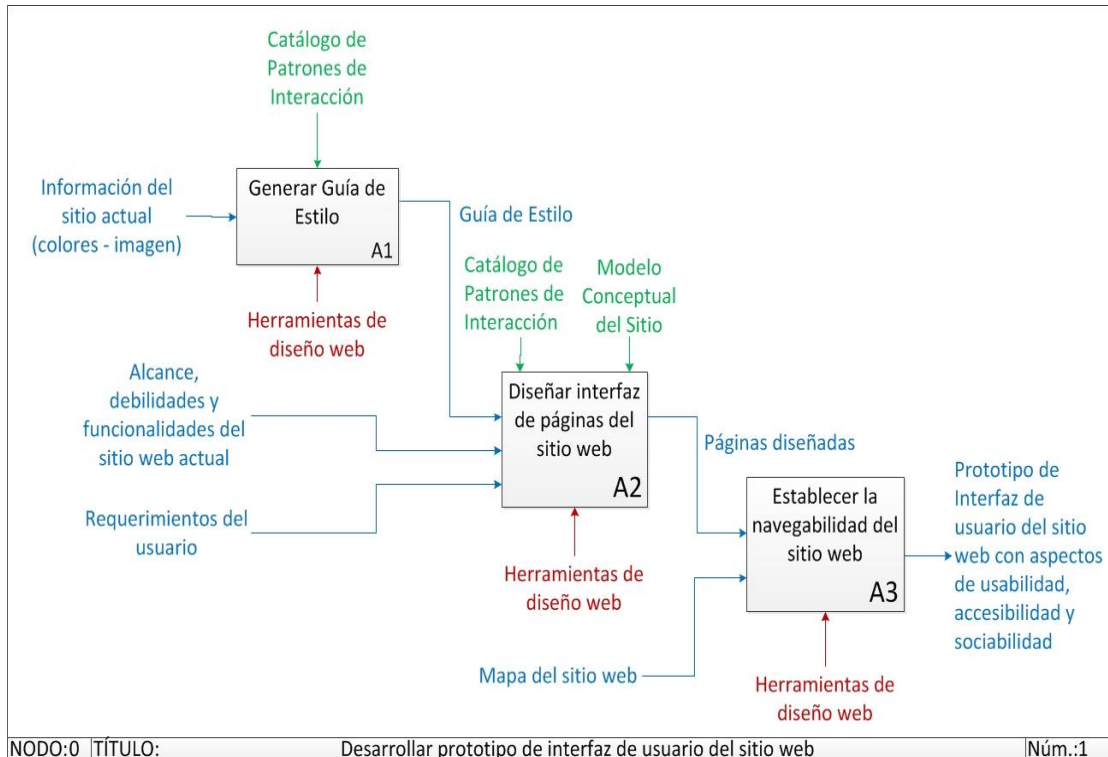 Catálogo de
Patrones de
Interacción
Información del
sitio actual
(colores - imagen)
Generar Guía de
Estilo
A1
Guía de Estilo
Herramientas de
diseño web
Catálogo de
Patrones de
Interacción
Modelo
Conceptual
del Sitio
Alcance,
debilidades y
funcionalidades del
sitio web actual
Requerimientos del
usuario
Diseñar interfaz
de páginas del
sitio web
A2
Páginas diseñadas
Herramientas de
diseño web
Establecer la
navegabilidad del
sitio web
A3
Prototipo de
Interfaz de
usuario del sitio
web con aspectos
de usabilidad,
accesibilidad y
sociabilidad
Mapa del sitio web
Herramientas de
diseño web
NODO:0 TÍTULO: Desarrollar prototipo de interfaz de usuario del sitio web Núm.:1